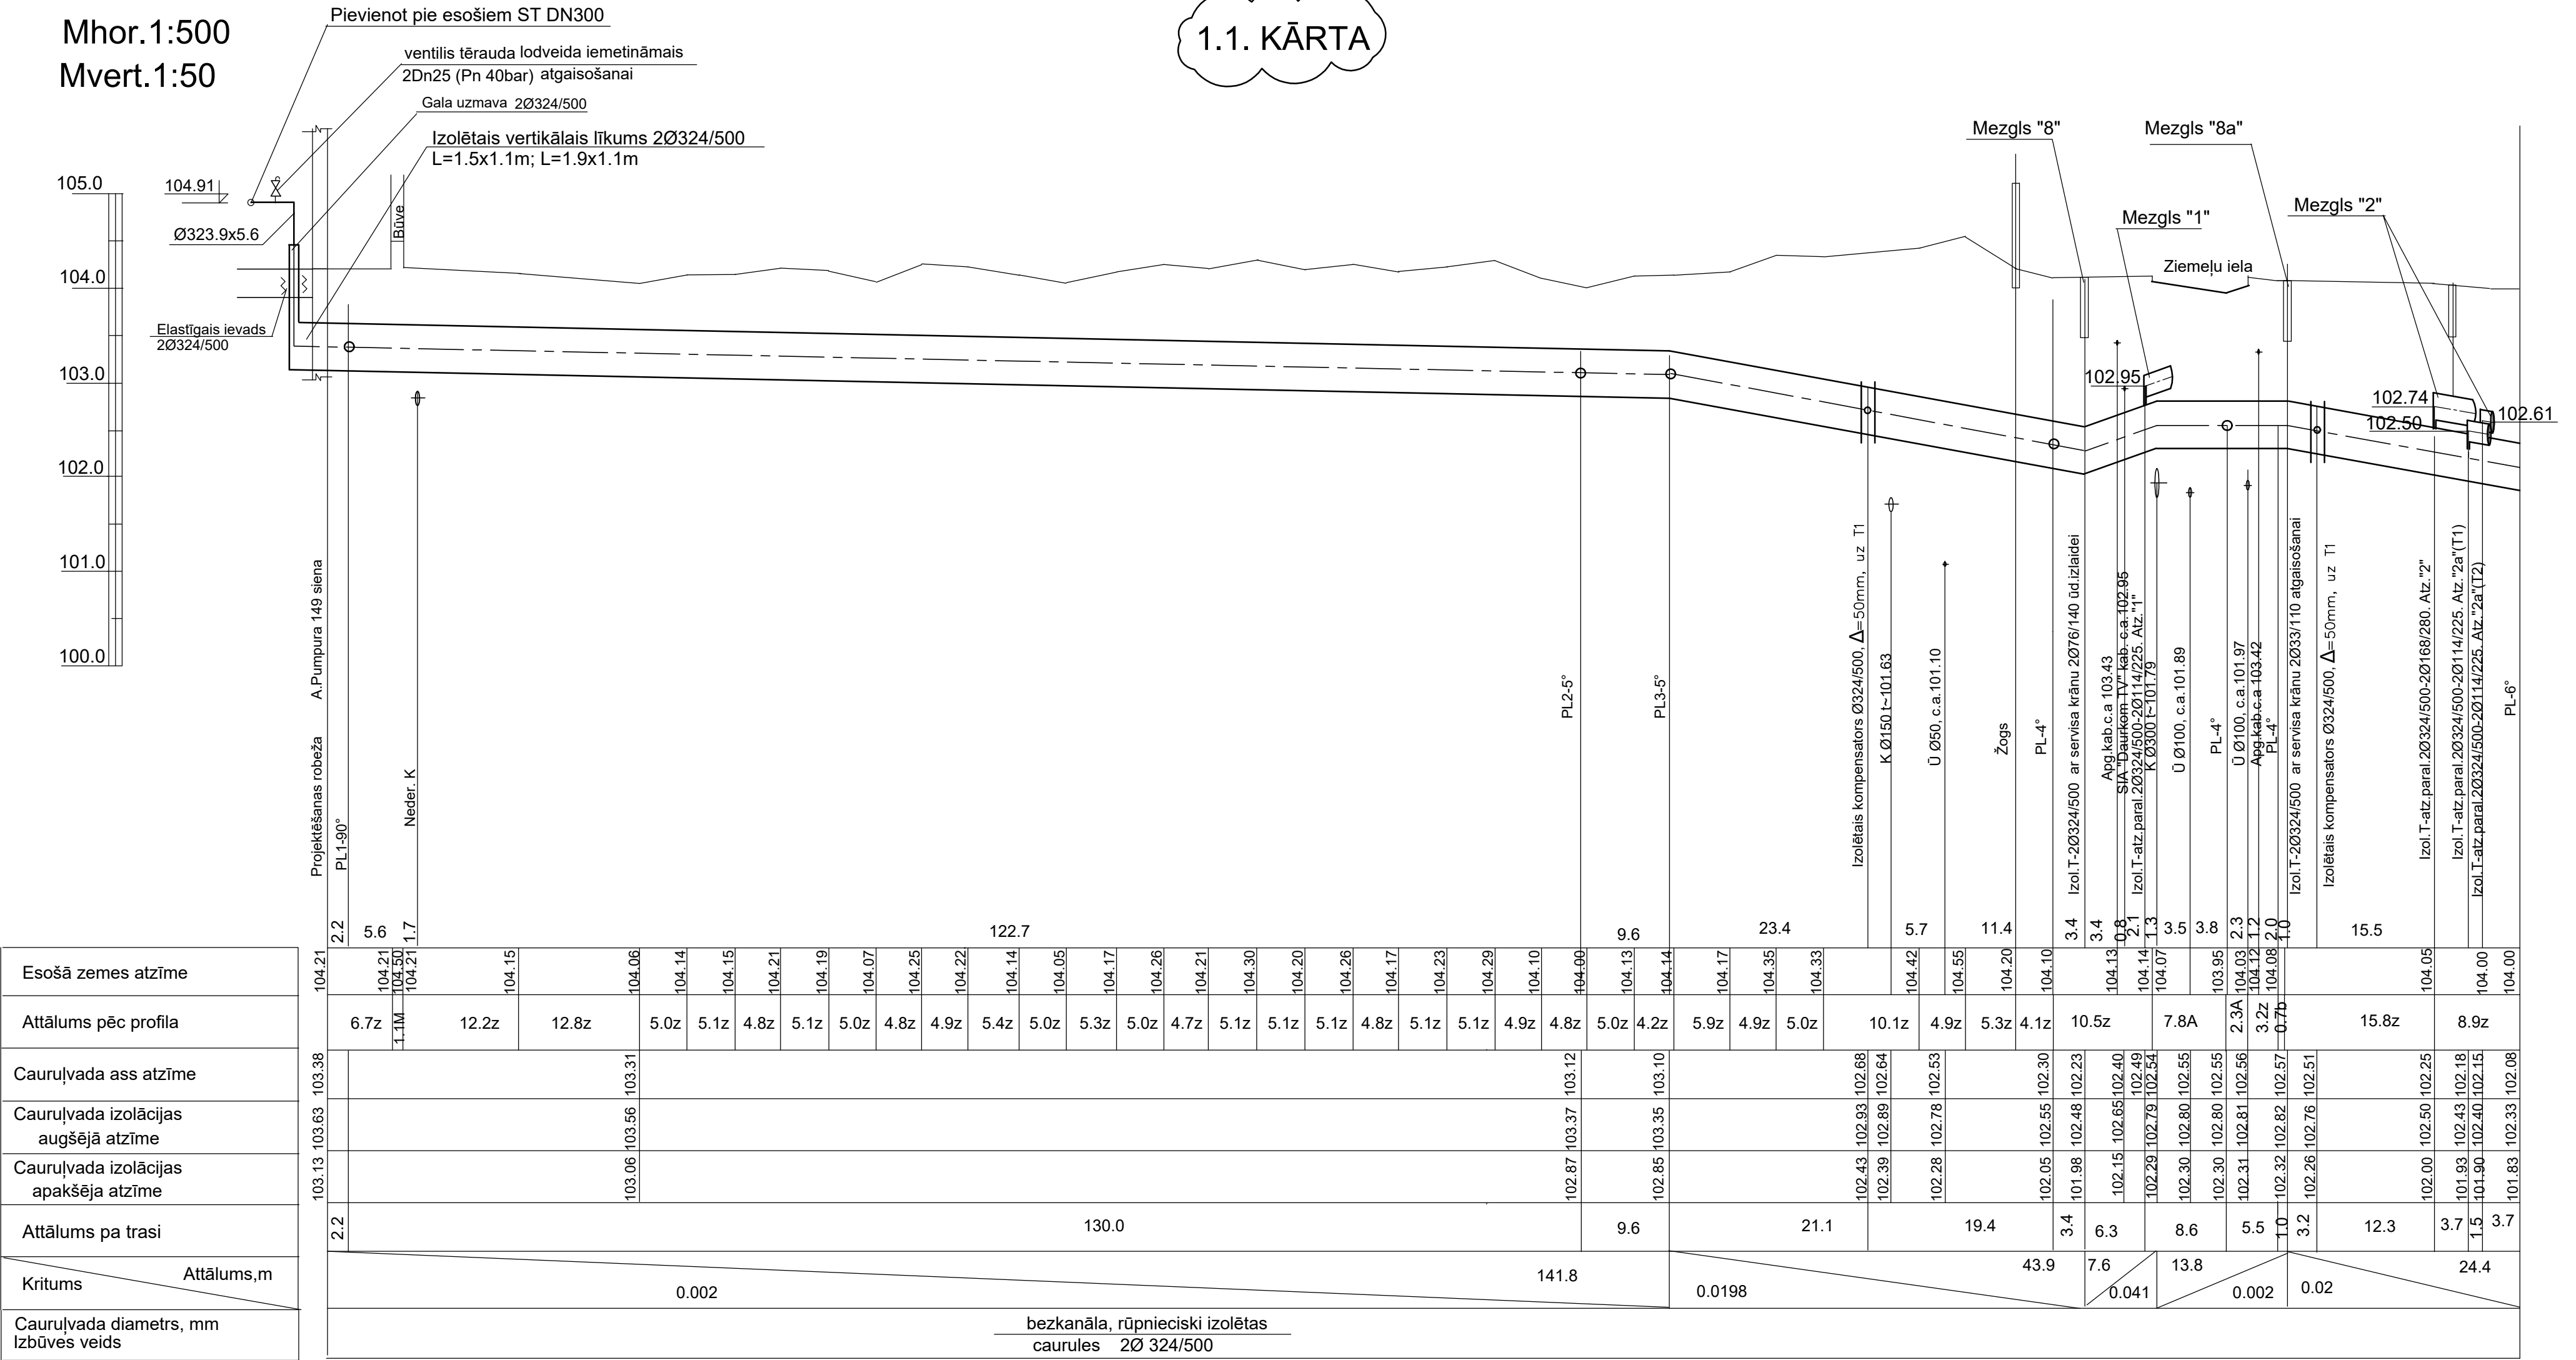 Mhor.1:500
Mvert.1:50
Pievienot pie esošiem ST DN300
ventilis tērauda lodveida iemetināmais
2Dn25 (Pn 40bar) atgaisošanai
Gala uzmava 2Ø324/500
Izolētais vertikālais līkums 2Ø324/500
L=1.5x1.1m; L=1.9x1.1m
1.1. KĀRTA
Mezgls "8"
Mezgls "8a"
Mezgls "1"
Mezgls "2"
Ziemeļu iela
105.0
104.0
103.0
102.0
101.0
100.0
104.91
Ø323.9x5.6
Būve
Elastīgais ievads
2Ø324/500
102.95
102.74
102.50
102.61
Projektēšanas robeža
A.Pumpura 149 siena
PL1-90°
Neder. K
PL2-5°
PL3-5°
Izolētais kompensators Ø324/500, Δ=50mm, uz T1
K Ø150 t~101.63
Ū Ø50, c.a.101.10
Žogs
PL-4°
Izol.T-2Ø324/500 ar servisa krānu 2Ø76/140 ūd.izlaidei
Apg.kab.c.a 103.43
SIA "Daurkom TV" kab. c.a.102.95
Izol.T-atz.paral.2Ø324/500-2Ø114/225. Atz."1"
K Ø300 t~101.79
Ū Ø100, c.a.101.89
PL-4°
Ū Ø100, c.a.101.97
Apg.kab.c.a 103.42
PL-4°
Izol.T-2Ø324/500 ar servisa krānu 2Ø33/110 atgaisošanai
Izolētais kompensators Ø324/500, Δ=50mm, uz T1
Izol.T-atz.paral.2Ø324/500-2Ø168/280. Atz."2"
Izol.T-atz.paral.2Ø324/500-2Ø114/225. Atz."2a"(T1)
Izol.T-atz.paral.2Ø324/500-2Ø114/225. Atz."2a"(T2)
PL-6°
2.2 5.6 1.7 122.7 9.6 23.4 5.7 11.4 3.4 3.4 0.8 2.1 1.3 3.5 3.8 2.3 1.2 2.0 1.0 15.5
Esošā zemes atzīme
104.21 104.21 104.50 104.21 104.15 104.06 104.14 104.15 104.21 104.19 104.07 104.25 104.22 104.14 104.05 104.17 104.26 104.21 104.30 104.20 104.26 104.17 104.23 104.29 104.10 104.00 104.13 104.14 104.17 104.35 104.33 104.42 104.55 104.20 104.10 104.13 104.14 104.07 103.95 104.03 104.12 104.08 104.05 104.00 104.00
Attālums pēc profila
6.7z 1.1M 12.2z 12.8z 5.0z 5.1z 4.8z 5.1z 5.0z 4.8z 4.9z 5.4z 5.0z 5.3z 5.0z 4.7z 5.1z 5.1z 5.1z 4.8z 5.1z 5.1z 4.9z 4.8z 5.0z 4.2z 5.9z 4.9z 5.0z 10.1z 4.9z 5.3z 4.1z 10.5z 7.8A 2.3A 3.2z 0.7b 15.8z 8.9z
Cauruļvada ass atzīme
103.38 103.31 103.12 103.10 102.68 102.64 102.53 102.30 102.23 102.40 102.49 102.54 102.55 102.55 102.56 102.57 102.51 102.25 102.18 102.15 102.08
Cauruļvada izolācijas
augšējā atzīme
103.63 103.56 103.37 103.35 102.93 102.89 102.78 102.55 102.48 102.65 102.79 102.80 102.80 102.81 102.82 102.76 102.50 102.43 102.40 102.33
Cauruļvada izolācijas
apakšēja atzīme
103.13 103.06 102.87 102.85 102.43 102.39 102.28 102.05 101.98 102.15 102.29 102.30 102.30 102.31 102.32 102.26 102.00 101.93 101.90 101.83
Attālums pa trasi
2.2 130.0 9.6 21.1 19.4 3.4 6.3 8.6 5.5 1.0 3.2 12.3 3.7 1.5 3.7
Kritums
Attālums,m
0.002 141.8 0.0198 43.9 7.6 0.041 13.8 0.002 0.02 24.4
Cauruļvada diametrs, mm
Izbūves veids
bezkanāla, rūpnieciski izolētas
caurules 2Ø 324/500